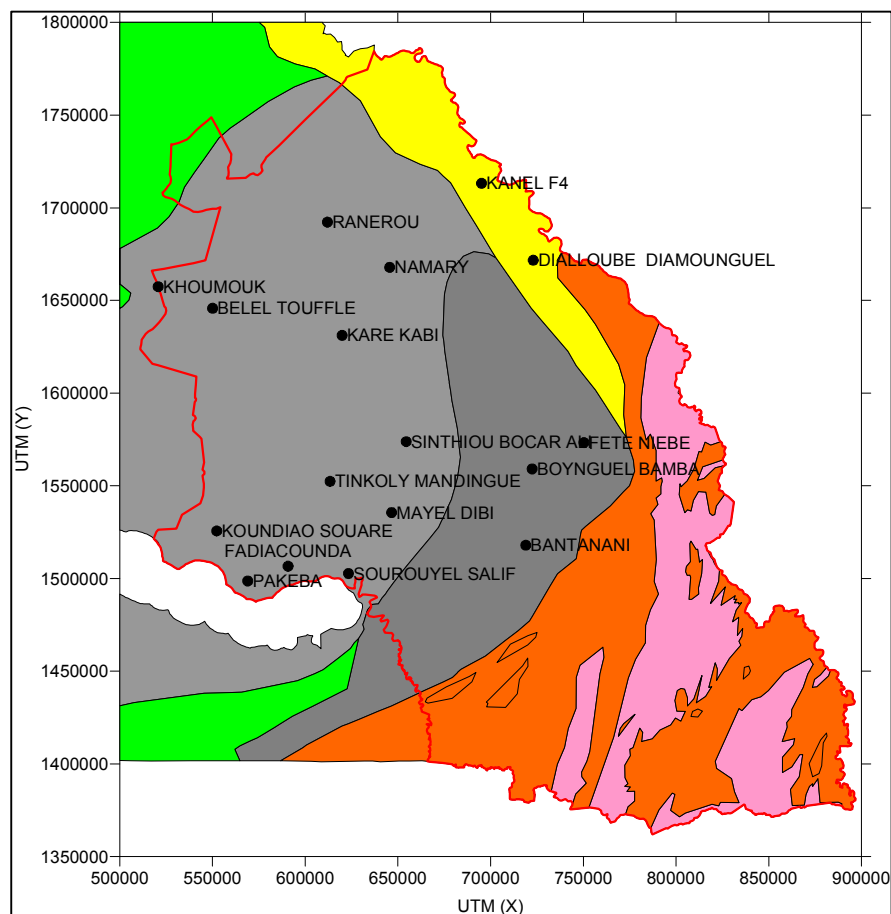 1800000
1750000
1700000
1650000
1600000
1550000
1500000
1450000
1400000
1350000
UTM (Y)
KANEL F4
RANEROU
DIALLOUBE  DIAMOUNGUEL
NAMARY
KHOUMOUK
BELEL TOUFFLE
KARE KABI
SINTHIOU BOCAR ALI
FETE NIEBE
BOYNGUEL BAMBA
TINKOLY MANDINGUE
MAYEL DIBI
KOUNDIAO SOUARE
BANTANANI
FADIACOUNDA
PAKEBA
SOUROUYEL SALIF
500000 550000 600000 650000 700000 750000 800000 850000 900000
UTM (X)